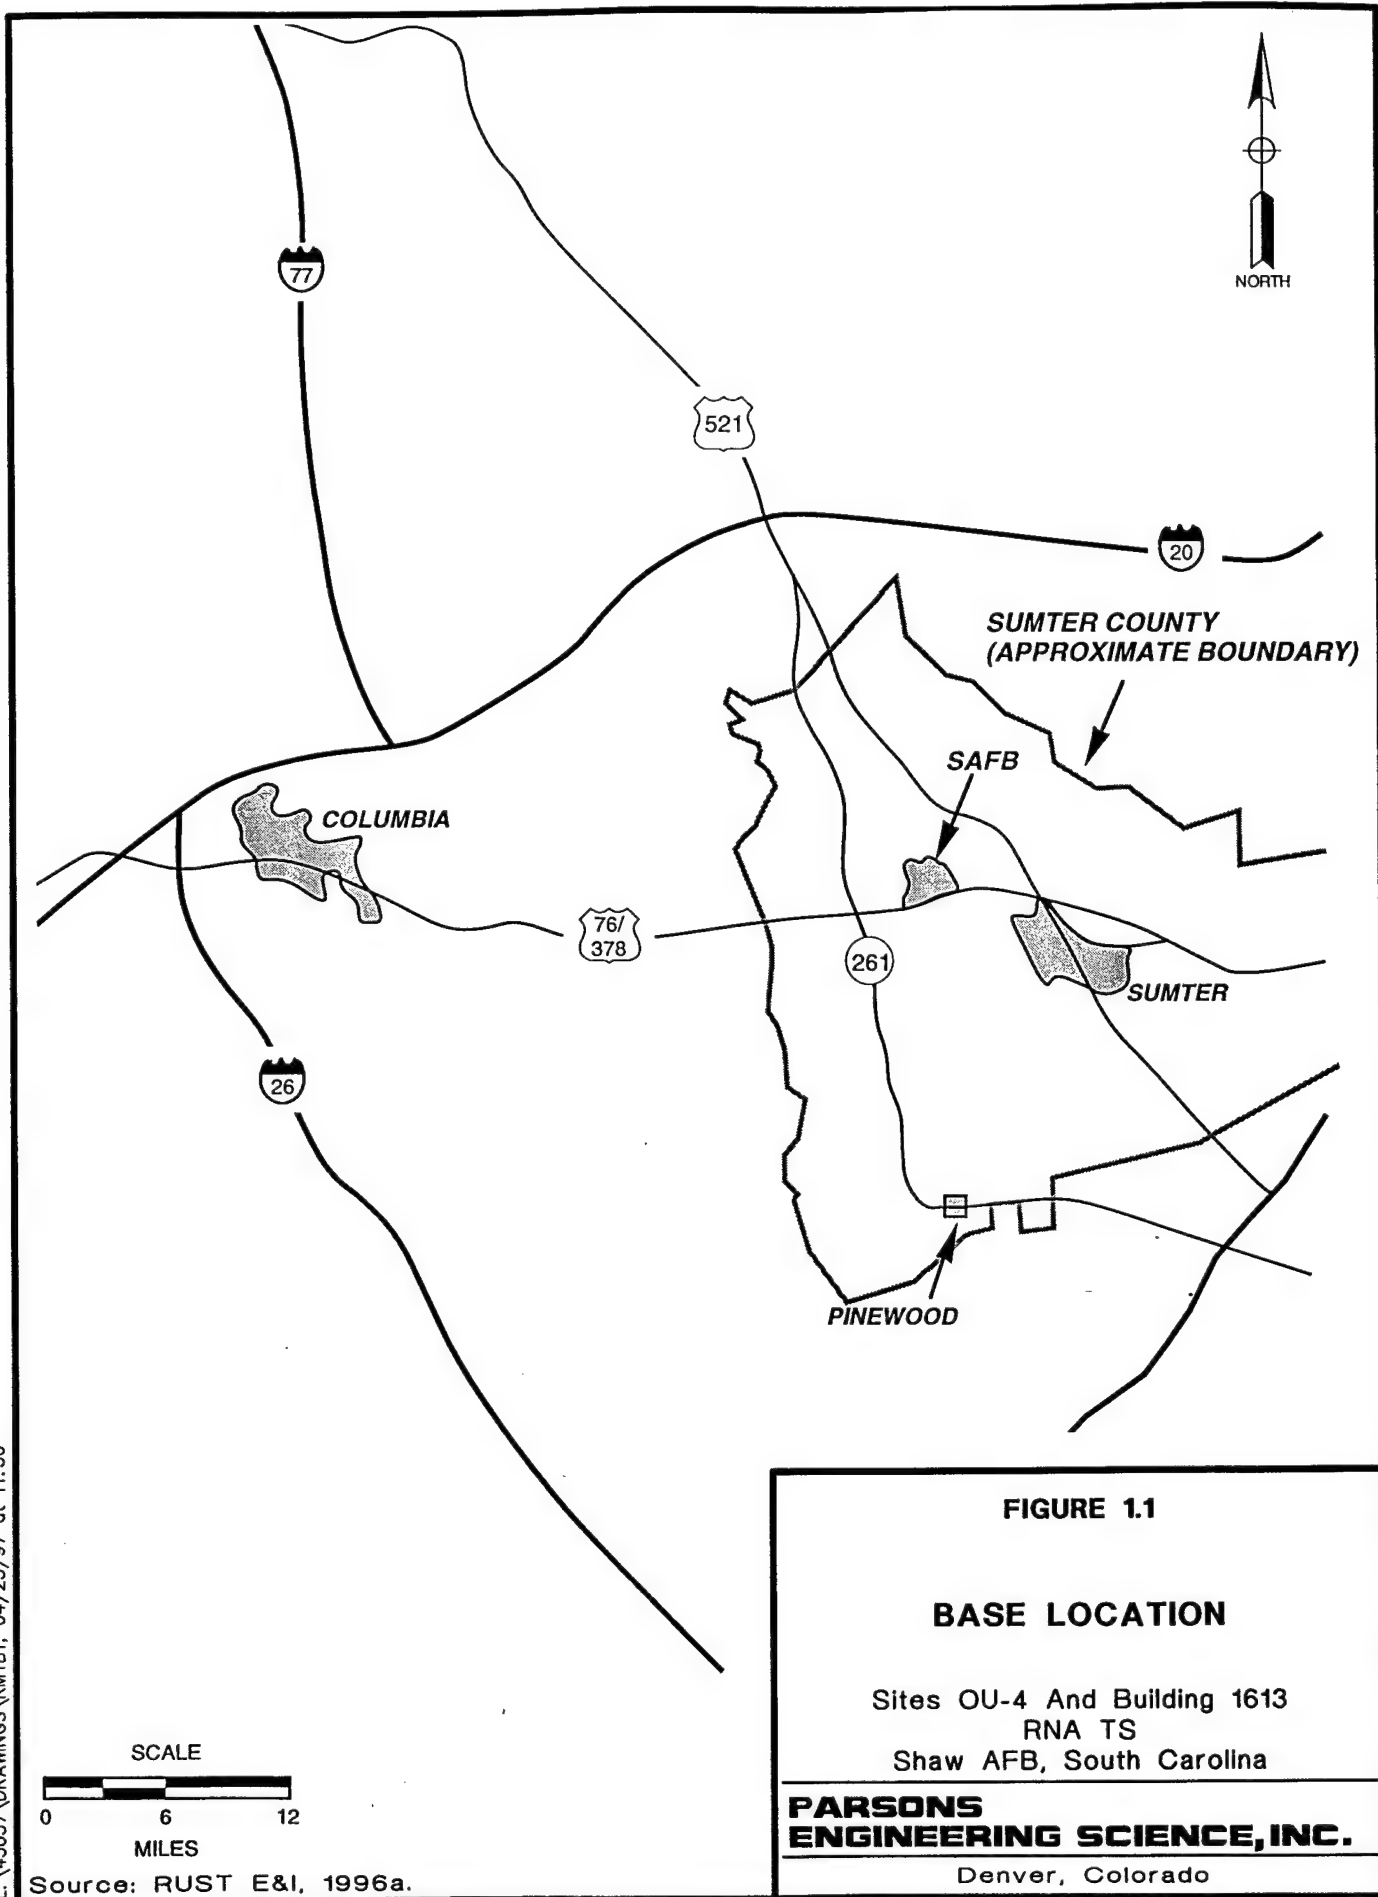 NORTH
77
521
20
SUMTER COUNTY
(APPROXIMATE BOUNDARY)
SAFB
COLUMBIA
76/
378
261
SUMTER
26
PINEWOOD
FIGURE 1.1
BASE LOCATION
Sites OU-4 And Building 1613
RNA TS
Shaw AFB, South Carolina
PARSONS
ENGINEERING SCIENCE, INC.
Denver, Colorado
SCALE
0 6 12
MILES
Source: RUST E&I, 1996a.